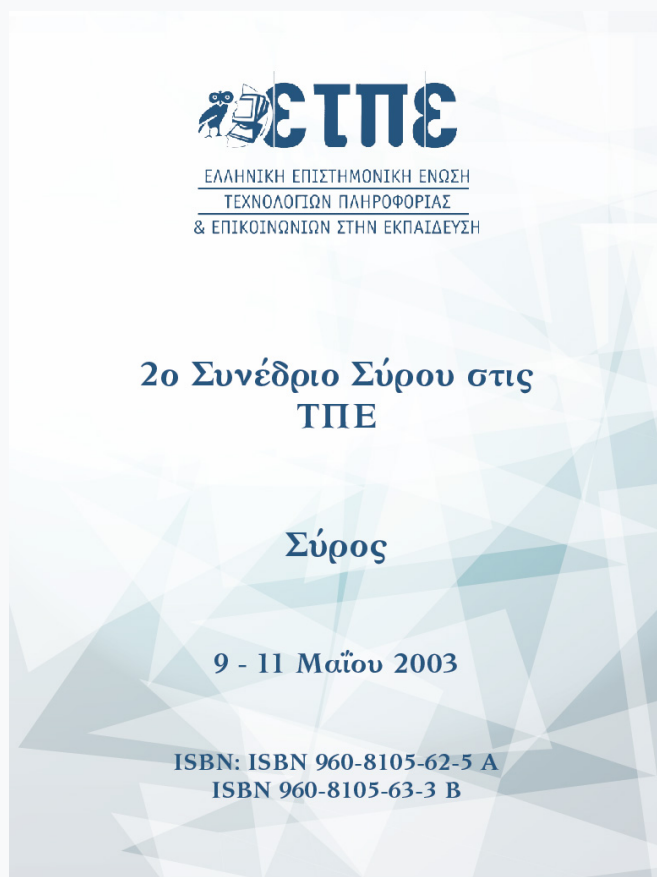 ετπε
ΕΛΛΗΝΙΚΗ ΕΠΙΣΤΗΜΟΝΙΚΗ ΕΝΩΣΗ
ΤΕΧΝΟΛΟΓΙΩΝ ΠΛΗΡΟΦΟΡΙΑΣ
& ΕΠΙΚΟΙΝΩΝΙΩΝ ΣΤΗΝ ΕΚΠΑΙΔΕΥΣΗ
2ο Συνέδριο Σύρου στις
ΤΠΕ
Σύρος
9 - 11 Μαΐου 2003
ISBN: ISBN 960-8105-62-5 Α
ISBN 960-8105-63-3 Β